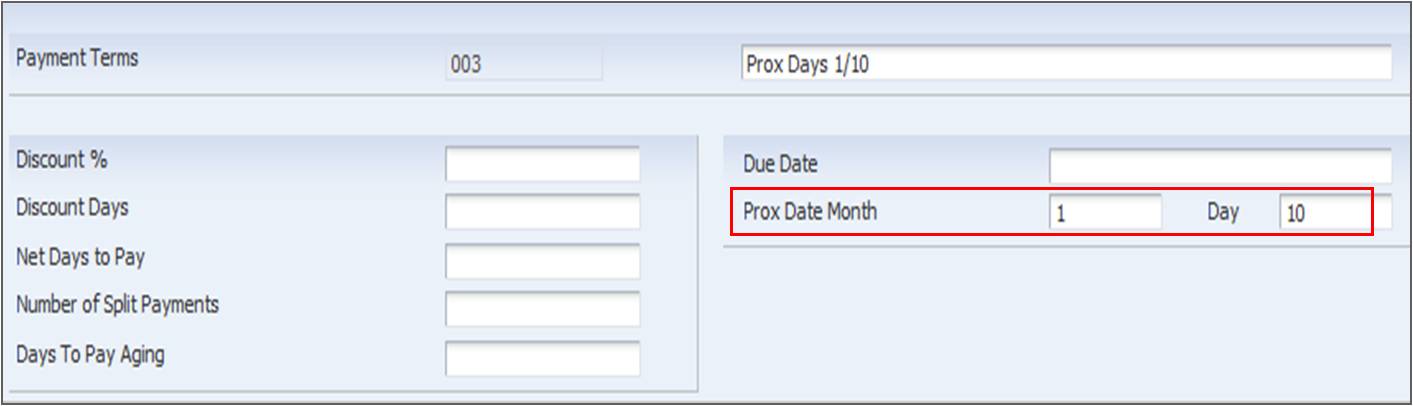 Payment Terms 003 Prox Days 1/10
Discount % Due Date
Discount Days Prox Date Month 1 Day 10
Net Days to Pay
Number of Split Payments
Days To Pay Aging